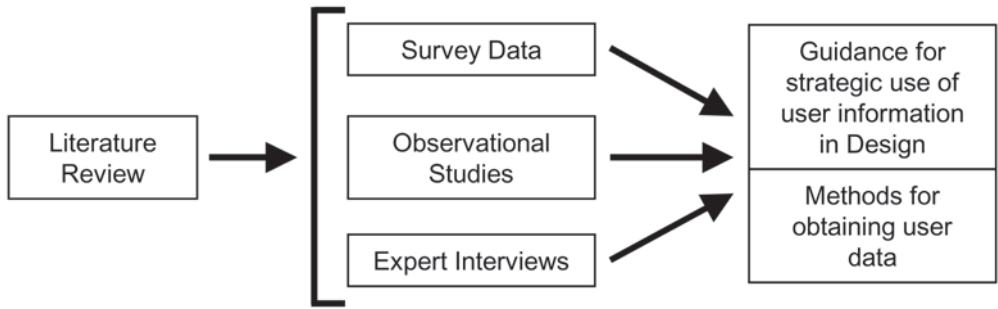 Literature
Review
Survey Data
Observational
Studies
Expert Interviews
Guidance for
strategic use of
user information
in Design
Methods for
obtaining user
data